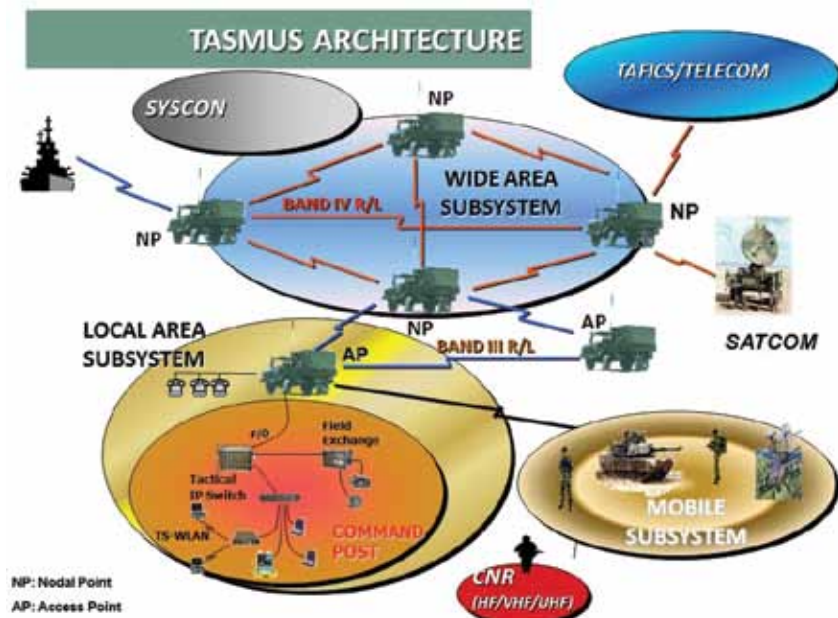 TASMUS ARCHITECTURE
TAFICS/TELECOM
SYSCON
NP
WIDE AREA
SUBSYSTEM
BAND IV R/L
NP
NP
NP
AP
SATCOM
LOCAL AREA
SUBSYSTEM
AP
BAND III R/L
F/O
Field
Exchange
Tactical
IP Switch
TS-WLAN
COMMAND
POST
MOBILE
SUBSYSTEM
CNR
(HF/VHF/UHF)
NP: Nodal Point
AP: Access Point